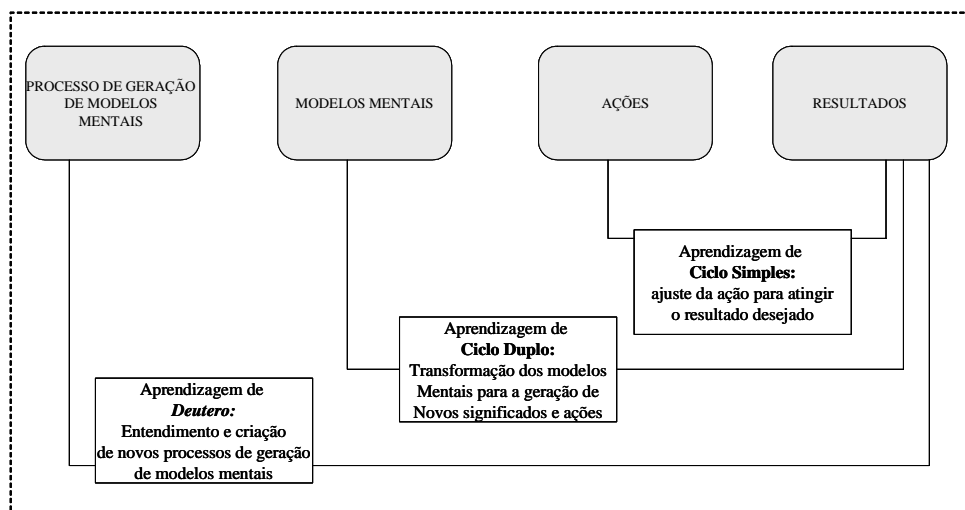 PROCESSO DE GERAÇÃO
DE MODELOS
MENTAIS
MODELOS MENTAIS
AÇÕES
RESULTADOS
Aprendizagem de
Ciclo Simples:
ajuste da ação para atingir
o resultado desejado
Aprendizagem de
Ciclo Duplo:
Transformação dos modelos
Mentais para a geração de
Novos significados e ações
Aprendizagem de
Deutero:
Entendimento e criação
de novos processos de geração
de modelos mentais